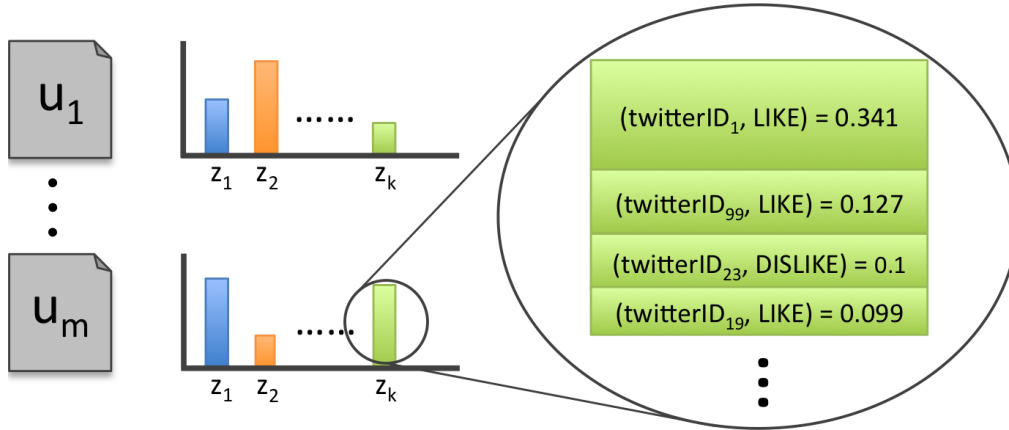 u₁
z₁ z₂ ...... zₖ
uₘ
z₁ z₂ ...... zₖ
(twitterID₁, LIKE) = 0.341
(twitterID₉₉, LIKE) = 0.127
(twitterID₂₃, DISLIKE) = 0.1
(twitterID₁₉, LIKE) = 0.099